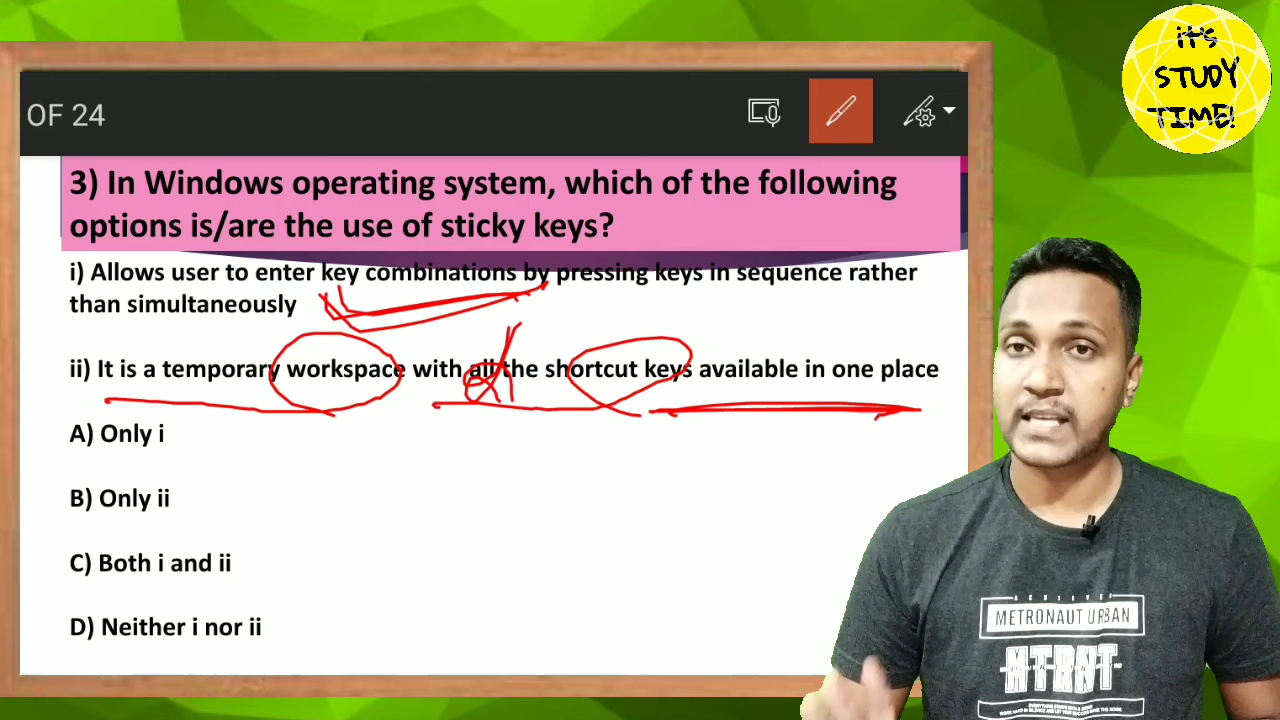 it's
STUDY
TIME!
OF 24
3) In Windows operating system, which of the following
options is/are the use of sticky keys?
i) Allows user to enter key combinations by pressing keys in sequence rather
than simultaneously
ii) It is a temporary workspace with all the shortcut keys available in one place
A) Only i
B) Only ii
C) Both i and ii
D) Neither i nor ii
ACHIEVER
METRONAUT URBAN
MTRNT